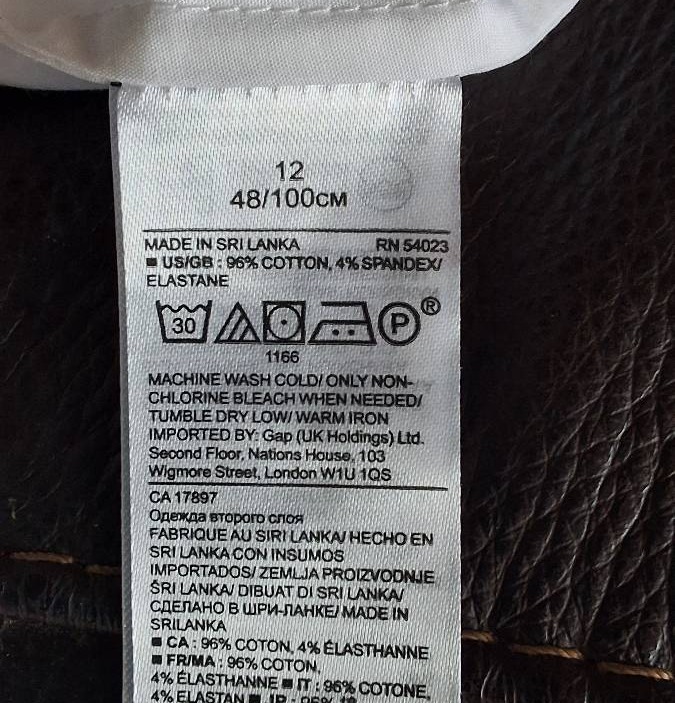 12
48/100CM
MADE IN SRI LANKA RN 54023
■ US/GB : 96% COTTON, 4% SPANDEX/
ELASTANE
30 P ®
1166
MACHINE WASH COLD/ ONLY NON-
CHLORINE BLEACH WHEN NEEDED/
TUMBLE DRY LOW/ WARM IRON
IMPORTED BY: Gap (UK Holdings) Ltd.
Second Floor, Nations House, 103
Wigmore Street, London W1U 1QS
CA 17897
Одежда второго слоя
FABRIQUE AU SIRI LANKA/ HECHO EN
SRI LANKA CON INSUMOS
IMPORTADOS/ ZEMLJA PROIZVODNJE
ŠRI LANKA/ DIBUAT DI SRI LANKA/
СДЕЛАНО В ШРИ-ЛАНКЕ/ MADE IN
SRILANKA
■ CA : 96% COTON, 4% ÉLASTHANNE
■ FR/MA : 96% COTON,
4% ÉLASTHANNE ■ IT : 96% COTONE,
4% ELASTAN ■